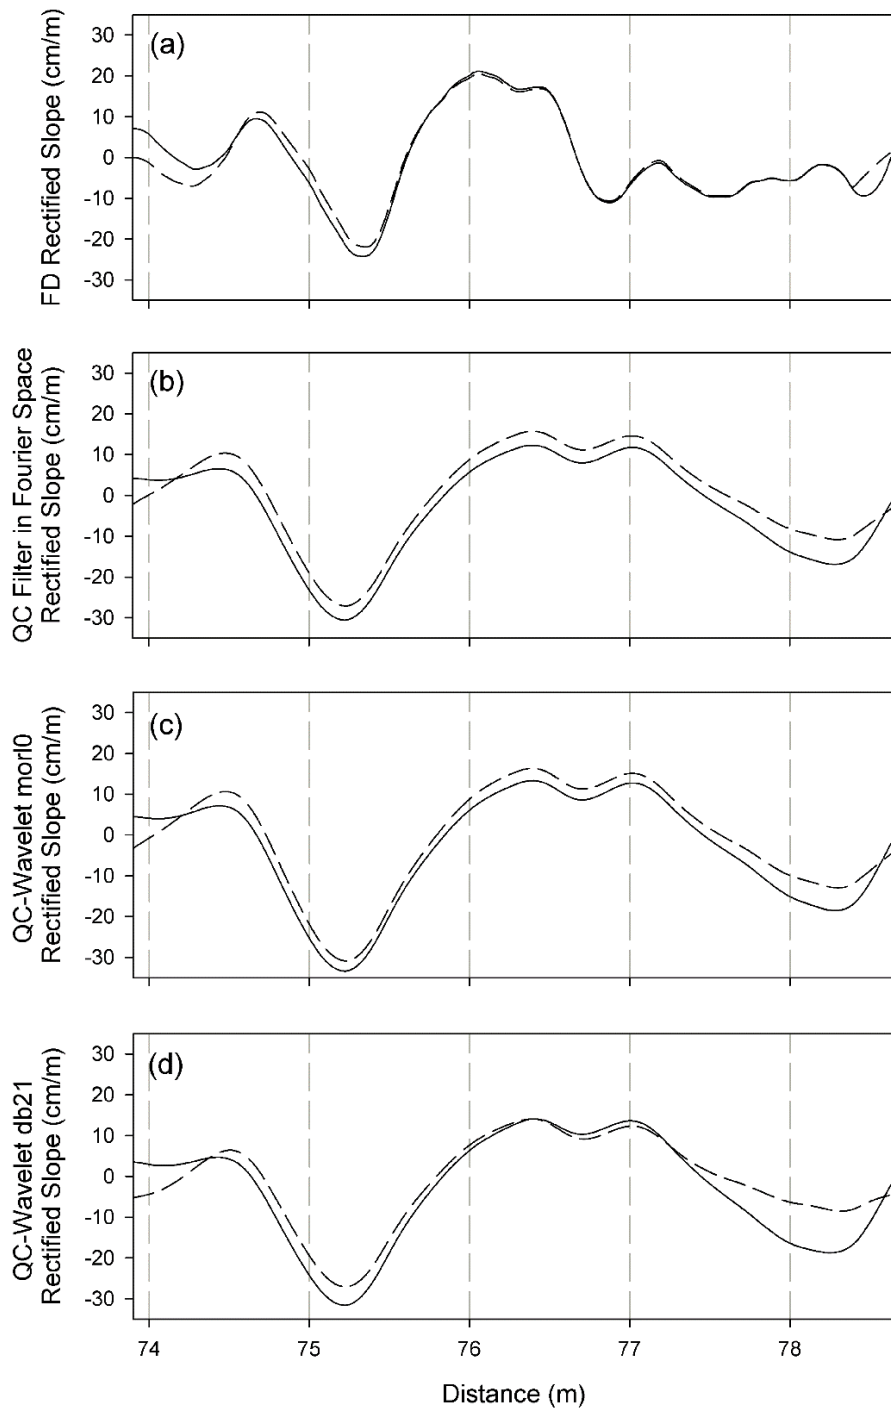 (a)
FD Rectified Slope (cm/m)
30
20
10
0
-10
-20
-30
(b)
QC Filter in Fourier Space
Rectified Slope (cm/m)
30
20
10
0
-10
-20
-30
(c)
QC-Wavelet morl0
Rectified Slope (cm/m)
30
20
10
0
-10
-20
-30
(d)
QC-Wavelet db21
Rectified Slope (cm/m)
30
20
10
0
-10
-20
-30
74 75 76 77 78
Distance (m)